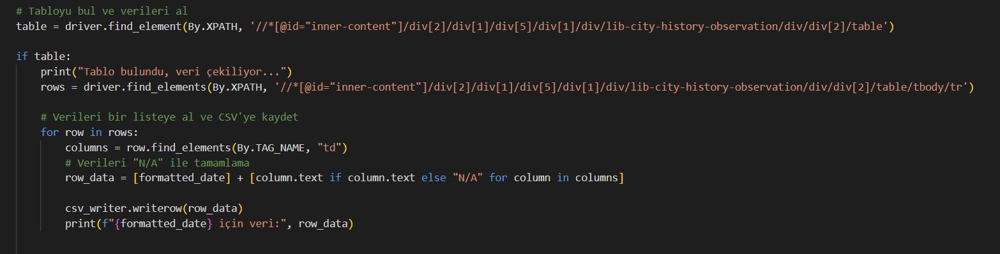 # Tabloyu bul ve verileri al
table = driver.find_element(By.XPATH, '//*[@id="inner-content"]/div[2]/div[1]/div[5]/div[1]/div/lib-city-history-observation/div/div[2]/table')
if table:
print("Tablo bulundu, veri çekiliyor...")
rows = driver.find_elements(By.XPATH, '//*[@id="inner-content"]/div[2]/div[1]/div[5]/div[1]/div/lib-city-history-observation/div/div[2]/table/tbody/tr')
# Verileri bir listeye al ve CSV'ye kaydet
for row in rows:
columns = row.find_elements(By.TAG_NAME, "td")
# Verileri "N/A" ile tamamlama
row_data = [formatted_date] + [column.text if column.text else "N/A" for column in columns]
csv_writer.writerow(row_data)
print(f"{formatted_date} için veri:", row_data)